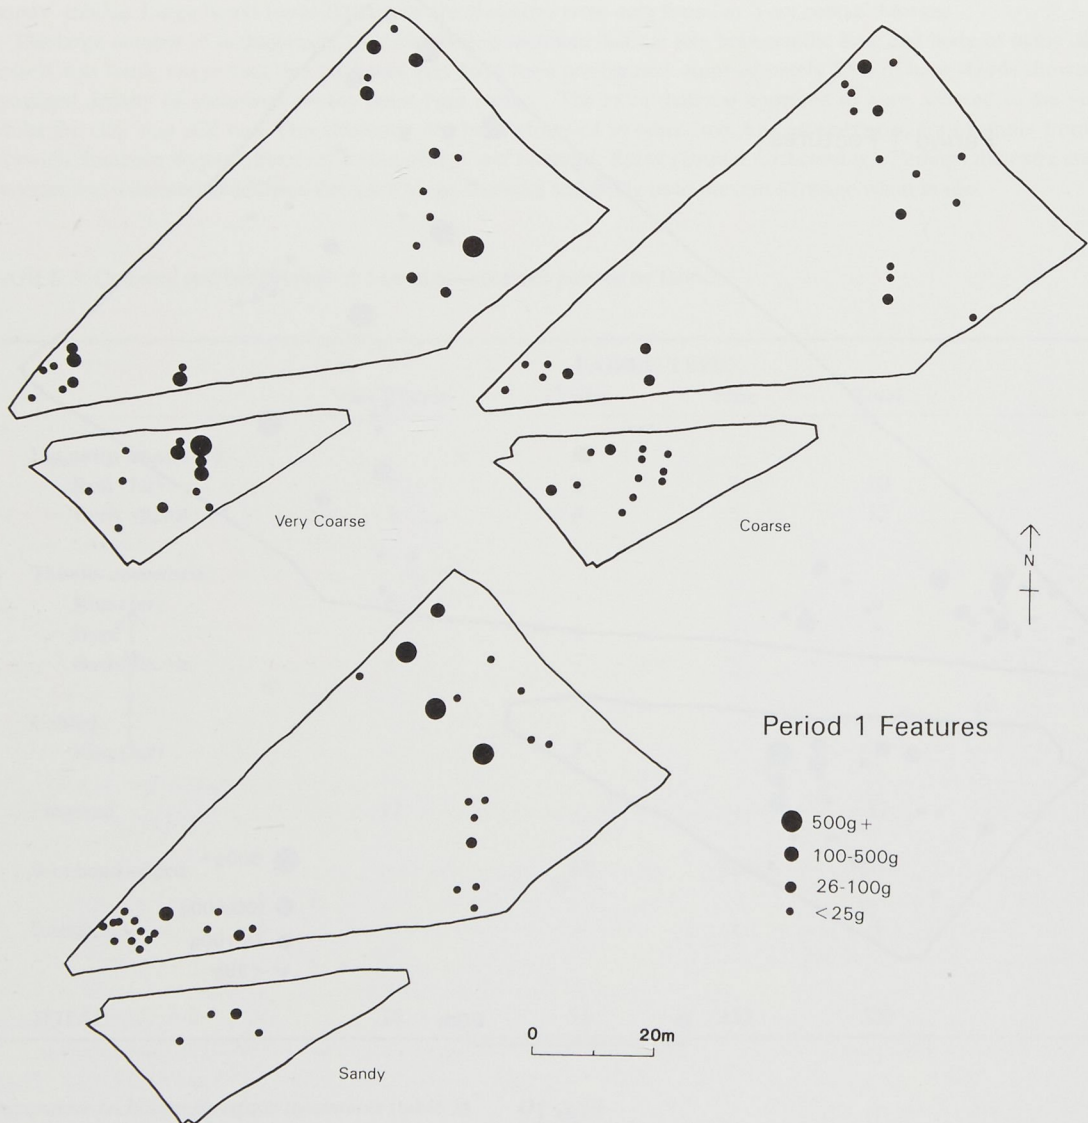 Very Coarse
Coarse
N
Period 1 Features
500g+
100-500g
26-100g
<25g
0 20m
Sandy